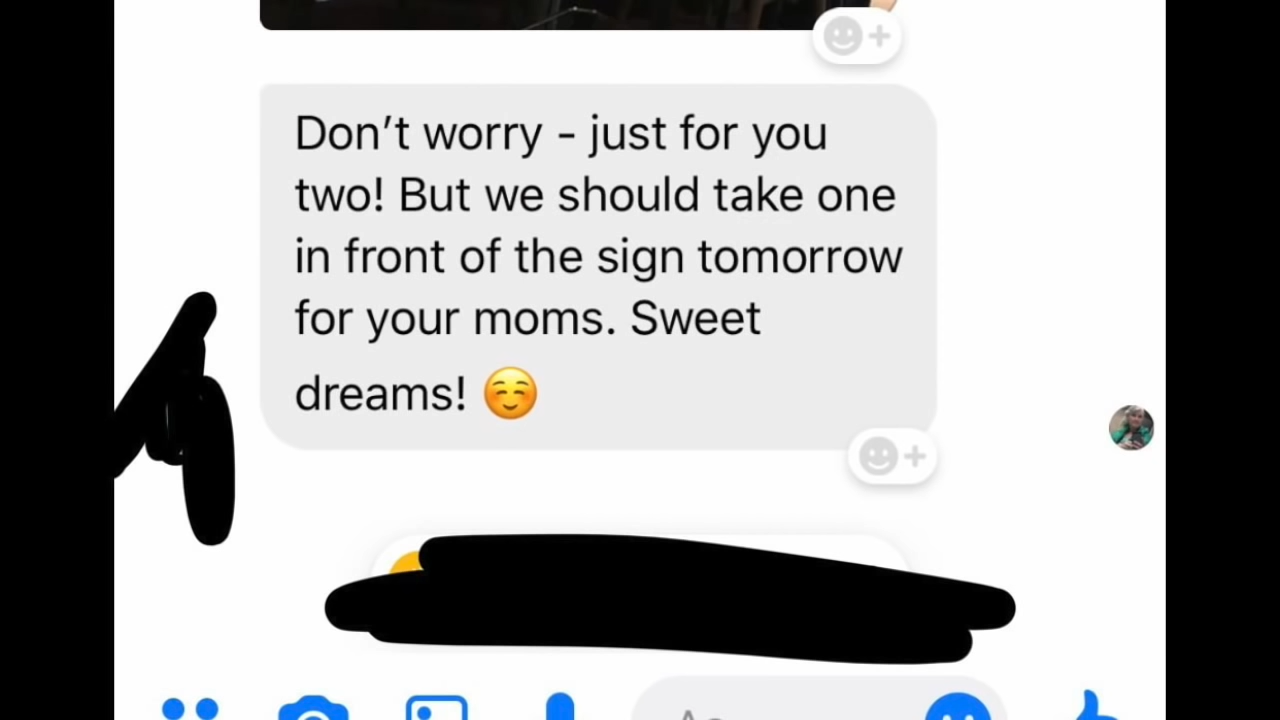 Don’t worry - just for you
two! But we should take one
in front of the sign tomorrow
for your moms. Sweet
dreams! ☺️